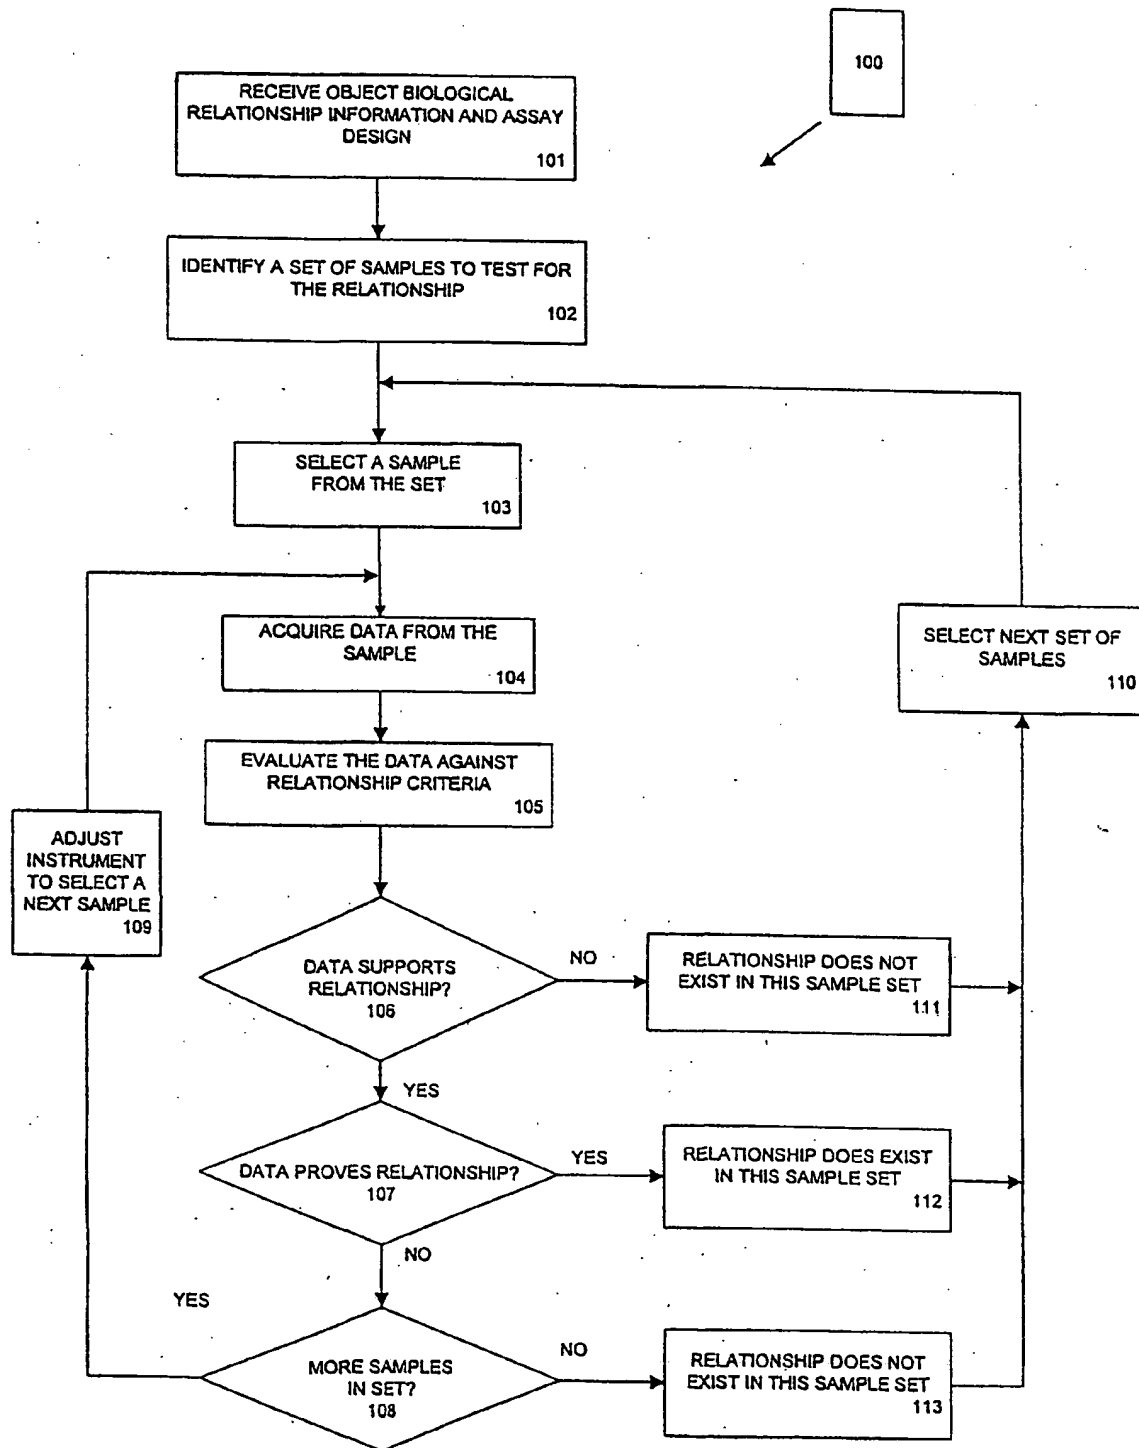 100
RECEIVE OBJECT BIOLOGICAL
RELATIONSHIP INFORMATION AND ASSAY
DESIGN
101
IDENTIFY A SET OF SAMPLES TO TEST FOR
THE RELATIONSHIP
102
SELECT A SAMPLE
FROM THE SET
103
ACQUIRE DATA FROM THE
SAMPLE
104
SELECT NEXT SET OF
SAMPLES
110
EVALUATE THE DATA AGAINST
RELATIONSHIP CRITERIA
105
ADJUST
INSTRUMENT
TO SELECT A
NEXT SAMPLE
109
DATA SUPPORTS
RELATIONSHIP?
106
NO
RELATIONSHIP DOES NOT
EXIST IN THIS SAMPLE SET
111
YES
DATA PROVES RELATIONSHIP?
107
YES
RELATIONSHIP DOES EXIST
IN THIS SAMPLE SET
112
NO
YES
MORE SAMPLES
IN SET?
108
NO
RELATIONSHIP DOES NOT
EXIST IN THIS SAMPLE SET
113